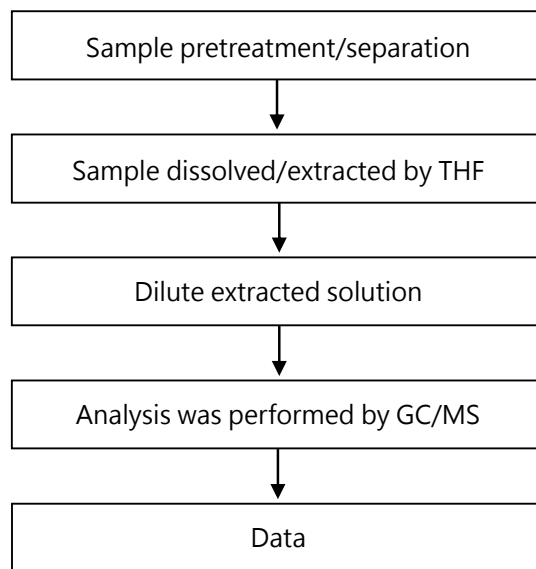 Sample pretreatment/separation
Sample dissolved/extracted by THF
Dilute extracted solution
Analysis was performed by GC/MS
Data